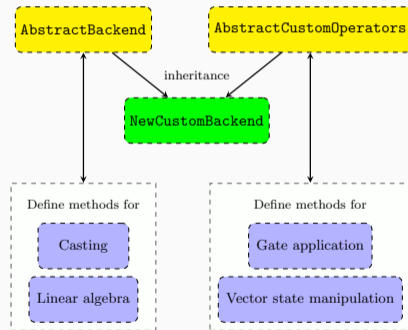 AbstractBackend
AbstractCustomOperators
inheritance
NewCustomBackend
Define methods for
Casting
Linear algebra
Define methods for
Gate application
Vector state manipulation